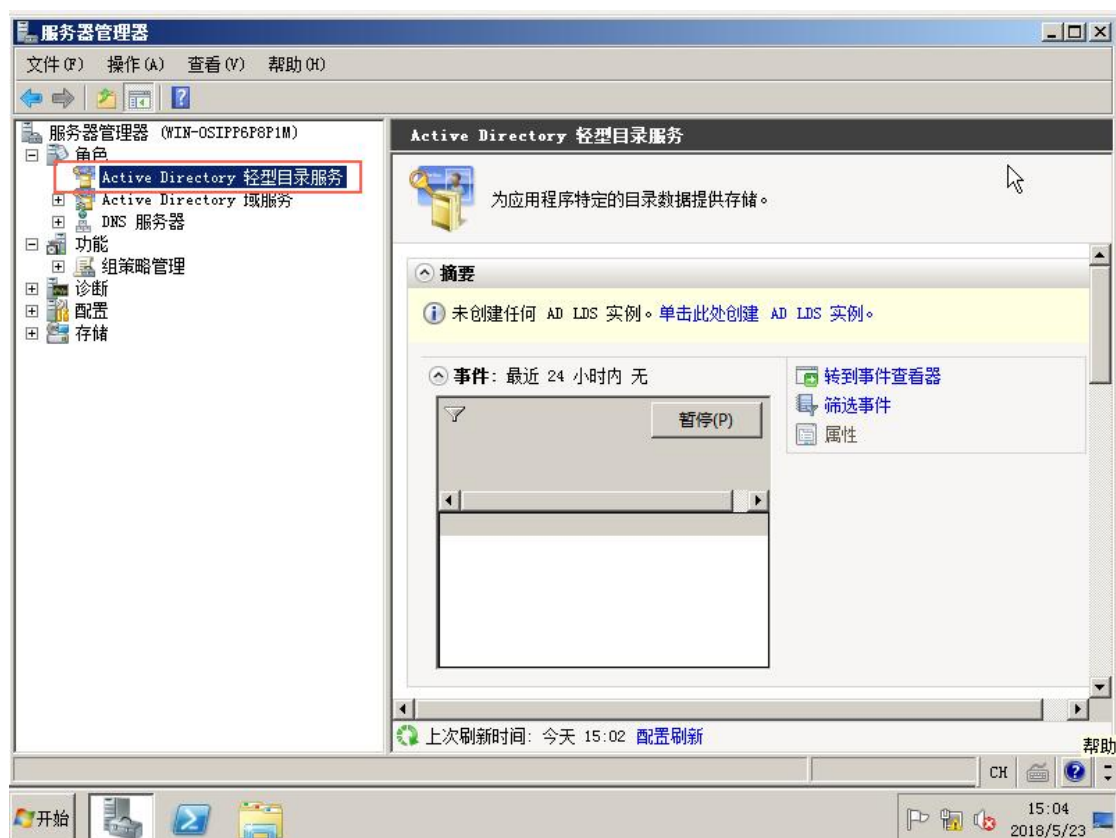 服务器管理器
文件(F) 操作(A) 查看(V) 帮助(H)
服务器管理器 (WIN-OSIPP6P8P1M)
角色
Active Directory 轻型目录服务
Active Directory 域服务
DNS 服务器
功能
组策略管理
诊断
配置
存储
Active Directory 轻型目录服务
为应用程序特定的目录数据提供存储。
摘要
未创建任何 AD LDS 实例。单击此处创建 AD LDS 实例。
事件: 最近 24 小时内 无
暂停(P)
转到事件查看器
筛选事件
属性
上次刷新时间: 今天 15:02 配置刷新
帮助
CH
开始
15:04
2018/5/23